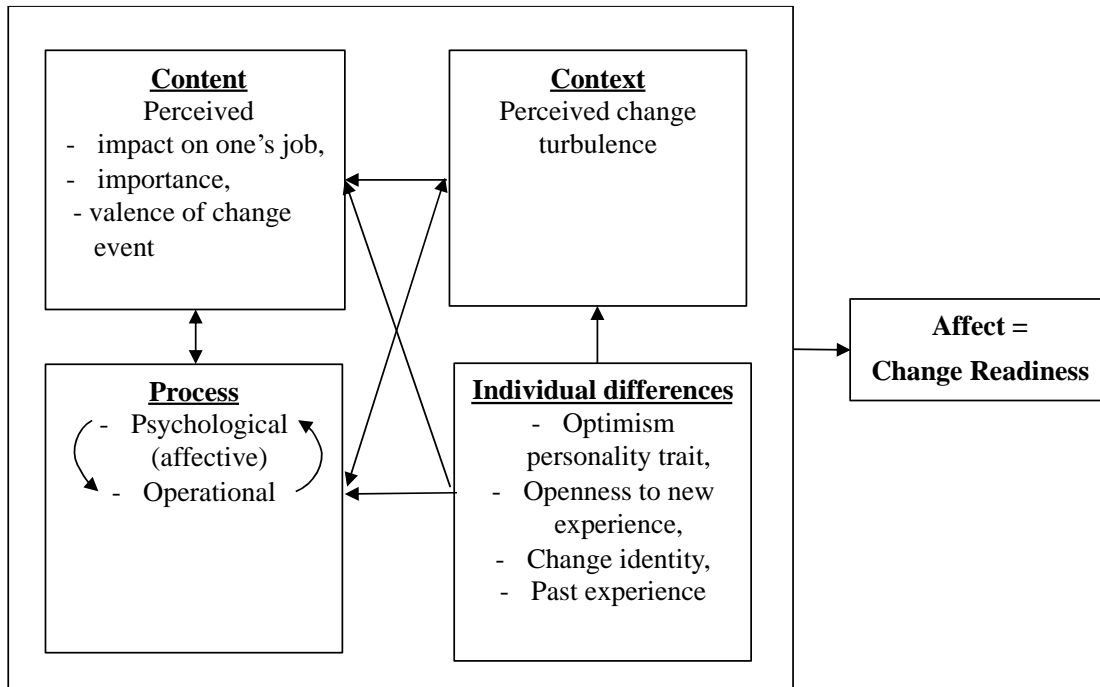 Content
Perceived
- impact on one’s job,
- importance,
- valence of change
event
Context
Perceived change
turbulence
Process
- Psychological
(affective)
- Operational
Individual differences
- Optimism
personality trait,
- Openness to new
experience,
- Change identity,
- Past experience
Affect =
Change Readiness